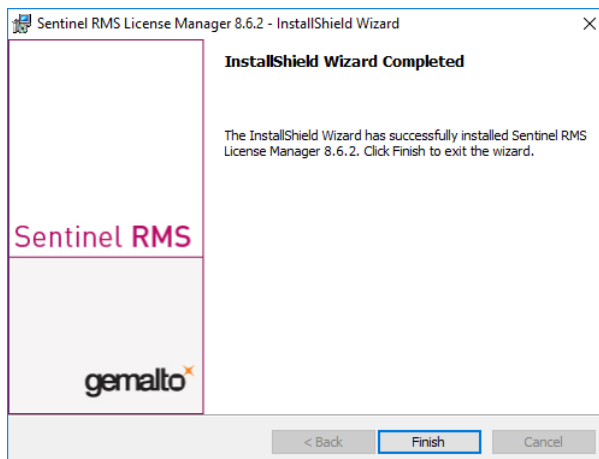 Sentinel RMS License Manager 8.6.2 - InstallShield Wizard
InstallShield Wizard Completed
The InstallShield Wizard has successfully installed Sentinel RMS
License Manager 8.6.2. Click Finish to exit the wizard.
Sentinel RMS
gemalto
< Back
Finish
Cancel